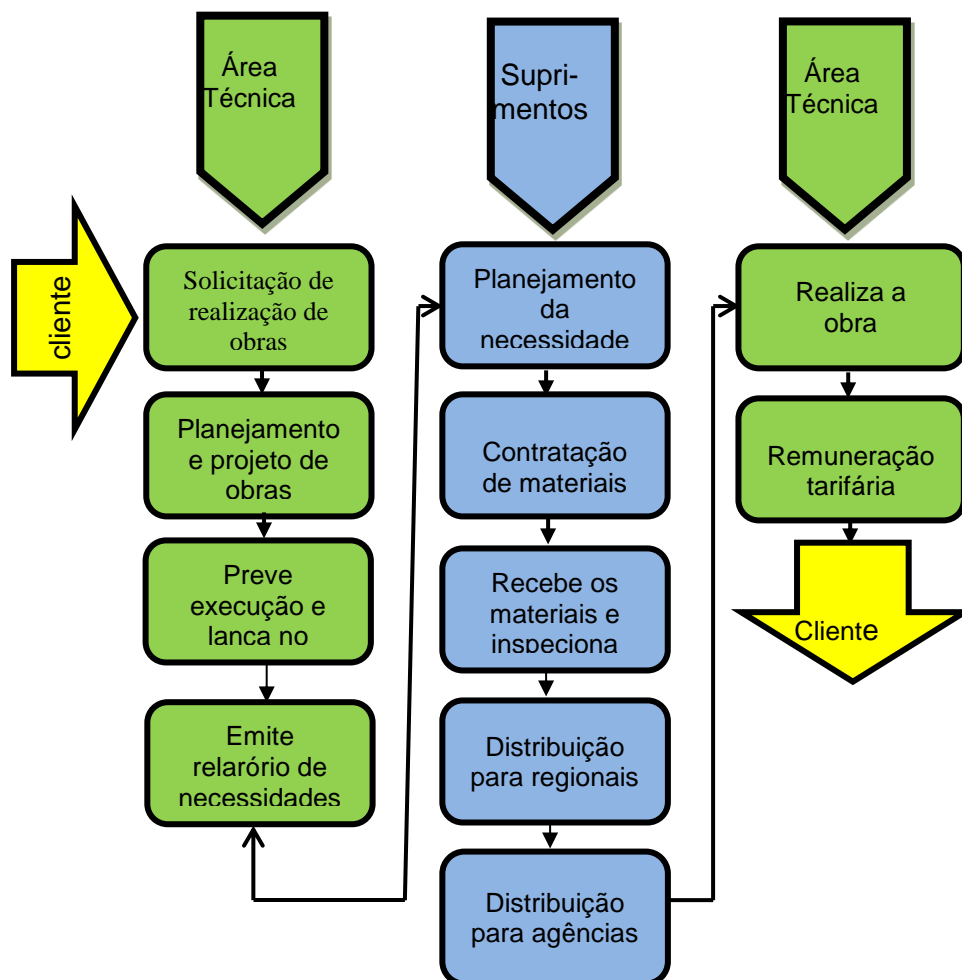 Área
Técnica
Supri-
mentos
Área
Técnica
cliente
Solicitação de
realização de
obras
Planejamento
e projeto de
obras
Preve
execução e
lanca no
Emite
relarório de
necessidades
Planejamento
da
necessidade
Contratação
de materiais
Recebe os
materiais e
inspeciona
Distribuição
para regionais
Distribuição
para agências
Realiza a
obra
Remuneração
tarifária
Cliente